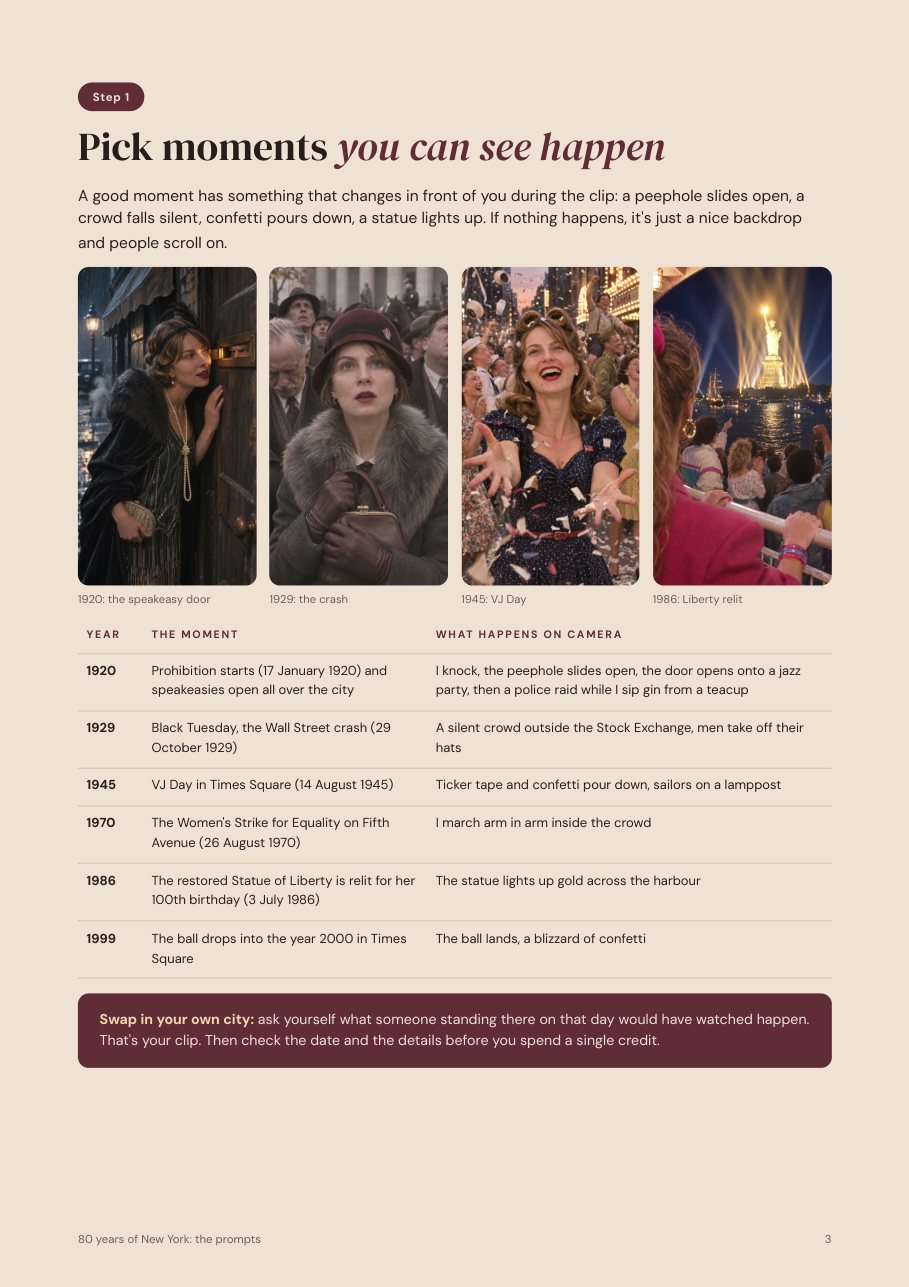 Step 1
Pick moments you can see happen
A good moment has something that changes in front of you during the clip: a peephole slides open, a
crowd falls silent, confetti pours down, a statue lights up. If nothing happens, it's just a nice backdrop
and people scroll on.
1920: the speakeasy door
1929: the crash
1945: VJ Day
1986: Liberty relit
YEAR THE MOMENT WHAT HAPPENS ON CAMERA
1920 Prohibition starts (17 January 1920) and I knock, the peephole slides open, the door opens onto a jazz
speakeasies open all over the city party, then a police raid while I sip gin from a teacup
1929 Black Tuesday, the Wall Street crash (29 A silent crowd outside the Stock Exchange, men take off their
October 1929) hats
1945 VJ Day in Times Square (14 August 1945) Ticker tape and confetti pour down, sailors on a lamppost
1970 The Women's Strike for Equality on Fifth I march arm in arm inside the crowd
Avenue (26 August 1970)
1986 The restored Statue of Liberty is relit for her The statue lights up gold across the harbour
100th birthday (3 July 1986)
1999 The ball drops into the year 2000 in Times The ball lands, a blizzard of confetti
Square
Swap in your own city: ask yourself what someone standing there on that day would have watched happen.
That's your clip. Then check the date and the details before you spend a single credit.
80 years of New York: the prompts 3